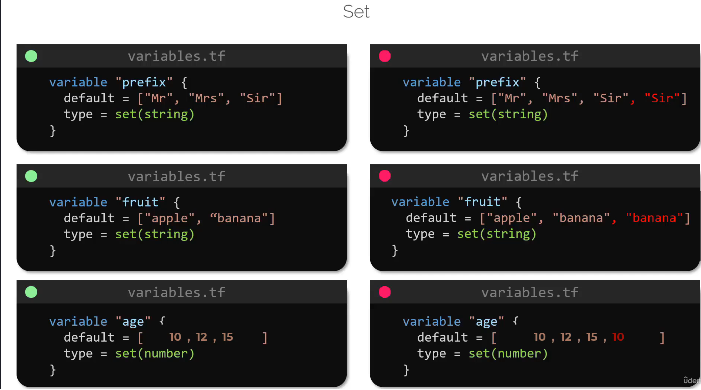 Set
variables.tf
variable "prefix" {
default = ["Mr", "Mrs", "Sir"]
type = set(string)
}
variables.tf
variable "prefix" {
default = ["Mr", "Mrs", "Sir", "Sir"]
type = set(string)
}
variables.tf
variable "fruit" {
default = ["apple", “banana"]
type = set(string)
}
variables.tf
variable "fruit" {
default = ["apple", "banana", "banana"]
type = set(string)
}
variables.tf
variable "age" {
default = [ 10 , 12 , 15 ]
type = set(number)
}
variables.tf
variable "age" {
default = [ 10 , 12 , 15 , 10 ]
type = set(number)
}